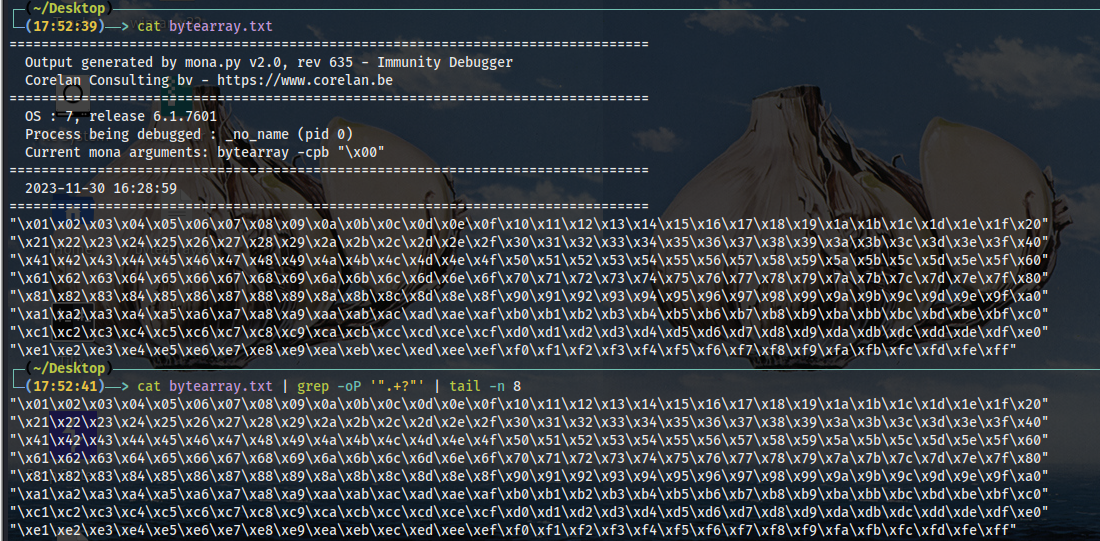 (~/Desktop)
(17:52:39)——> cat bytearray.txt
================================================================================
Output generated by mona.py v2.0, rev 635 - Immunity Debugger
Corelan Consulting bv - https://www.corelan.be
================================================================================
OS : 7, release 6.1.7601
Process being debugged : _no_name (pid 0)
Current mona arguments: bytearray -cpb "\x00"
================================================================================
2023-11-30 16:28:59
================================================================================
"\x01\x02\x03\x04\x05\x06\x07\x08\x09\x0a\x0b\x0c\x0d\x0e\x0f\x10\x11\x12\x13\x14\x15\x16\x17\x18\x19\x1a\x1b\x1c\x1d\x1e\x1f\x20"
"\x21\x22\x23\x24\x25\x26\x27\x28\x29\x2a\x2b\x2c\x2d\x2e\x2f\x30\x31\x32\x33\x34\x35\x36\x37\x38\x39\x3a\x3b\x3c\x3d\x3e\x3f\x40"
"\x41\x42\x43\x44\x45\x46\x47\x48\x49\x4a\x4b\x4c\x4d\x4e\x4f\x50\x51\x52\x53\x54\x55\x56\x57\x58\x59\x5a\x5b\x5c\x5d\x5e\x5f\x60"
"\x61\x62\x63\x64\x65\x66\x67\x68\x69\x6a\x6b\x6c\x6d\x6e\x6f\x70\x71\x72\x73\x74\x75\x76\x77\x78\x79\x7a\x7b\x7c\x7d\x7e\x7f\x80"
"\x81\x82\x83\x84\x85\x86\x87\x88\x89\x8a\x8b\x8c\x8d\x8e\x8f\x90\x91\x92\x93\x94\x95\x96\x97\x98\x99\x9a\x9b\x9c\x9d\x9e\x9f\xa0"
"\xa1\xa2\xa3\xa4\xa5\xa6\xa7\xa8\xa9\xaa\xab\xac\xad\xae\xaf\xb0\xb1\xb2\xb3\xb4\xb5\xb6\xb7\xb8\xb9\xba\xbb\xbc\xbd\xbe\xbf\xc0"
"\xc1\xc2\xc3\xc4\xc5\xc6\xc7\xc8\xc9\xca\xcb\xcc\xcd\xce\xcf\xd0\xd1\xd2\xd3\xd4\xd5\xd6\xd7\xd8\xd9\xda\xdb\xdc\xdd\xde\xdf\xe0"
"\xe1\xe2\xe3\xe4\xe5\xe6\xe7\xe8\xe9\xea\xeb\xec\xed\xee\xef\xf0\xf1\xf2\xf3\xf4\xf5\xf6\xf7\xf8\xf9\xfa\xfb\xfc\xfd\xfe\xff"
(~/Desktop)
(17:52:41)——> cat bytearray.txt | grep -oP '".+?"' | tail -n 8
"\x01\x02\x03\x04\x05\x06\x07\x08\x09\x0a\x0b\x0c\x0d\x0e\x0f\x10\x11\x12\x13\x14\x15\x16\x17\x18\x19\x1a\x1b\x1c\x1d\x1e\x1f\x20"
"\x21\x22\x23\x24\x25\x26\x27\x28\x29\x2a\x2b\x2c\x2d\x2e\x2f\x30\x31\x32\x33\x34\x35\x36\x37\x38\x39\x3a\x3b\x3c\x3d\x3e\x3f\x40"
"\x41\x42\x43\x44\x45\x46\x47\x48\x49\x4a\x4b\x4c\x4d\x4e\x4f\x50\x51\x52\x53\x54\x55\x56\x57\x58\x59\x5a\x5b\x5c\x5d\x5e\x5f\x60"
"\x61\x62\x63\x64\x65\x66\x67\x68\x69\x6a\x6b\x6c\x6d\x6e\x6f\x70\x71\x72\x73\x74\x75\x76\x77\x78\x79\x7a\x7b\x7c\x7d\x7e\x7f\x80"
"\x81\x82\x83\x84\x85\x86\x87\x88\x89\x8a\x8b\x8c\x8d\x8e\x8f\x90\x91\x92\x93\x94\x95\x96\x97\x98\x99\x9a\x9b\x9c\x9d\x9e\x9f\xa0"
"\xa1\xa2\xa3\xa4\xa5\xa6\xa7\xa8\xa9\xaa\xab\xac\xad\xae\xaf\xb0\xb1\xb2\xb3\xb4\xb5\xb6\xb7\xb8\xb9\xba\xbb\xbc\xbd\xbe\xbf\xc0"
"\xc1\xc2\xc3\xc4\xc5\xc6\xc7\xc8\xc9\xca\xcb\xcc\xcd\xce\xcf\xd0\xd1\xd2\xd3\xd4\xd5\xd6\xd7\xd8\xd9\xda\xdb\xdc\xdd\xde\xdf\xe0"
"\xe1\xe2\xe3\xe4\xe5\xe6\xe7\xe8\xe9\xea\xeb\xec\xed\xee\xef\xf0\xf1\xf2\xf3\xf4\xf5\xf6\xf7\xf8\xf9\xfa\xfb\xfc\xfd\xfe\xff"